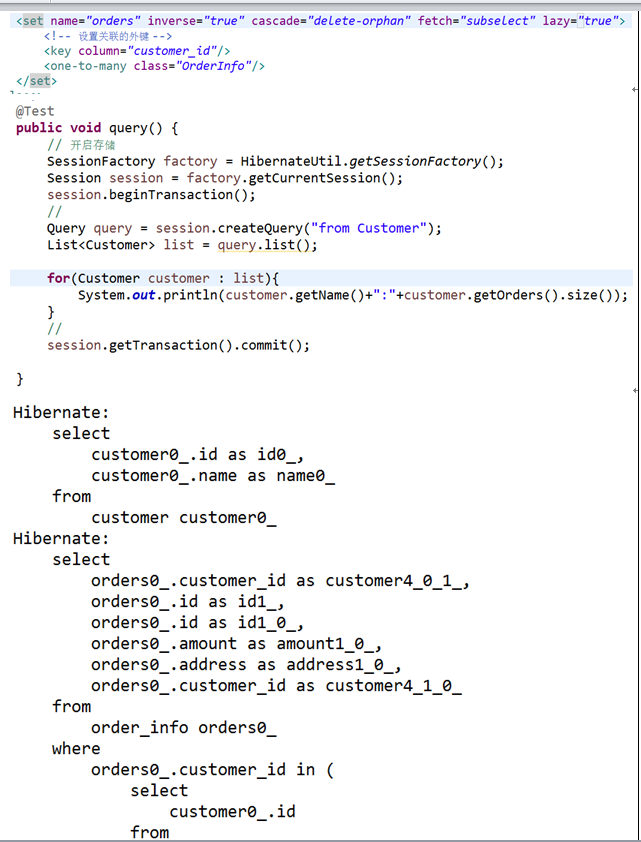 <set name="orders" inverse="true" cascade="delete-orphan" fetch="subselect" lazy="true">
<!-- 设置关联的外键 -->
<key column="customer_id"/>
<one-to-many class="OrderInfo"/>
</set>
@Test
public void query() {
// 开启存储
SessionFactory factory = HibernateUtil.getSessionFactory();
Session session = factory.getCurrentSession();
session.beginTransaction();
//
Query query = session.createQuery("from Customer");
List<Customer> list = query.list();
for(Customer customer : list){
System.out.println(customer.getName()+":"+customer.getOrders().size());
}
//
session.getTransaction().commit();
}
Hibernate:
select
customer0_.id as id0_,
customer0_.name as name0_
from
customer customer0_
Hibernate:
select
orders0_.customer_id as customer4_0_1_,
orders0_.id as id1_,
orders0_.id as id1_0_,
orders0_.amount as amount1_0_,
orders0_.address as address1_0_,
orders0_.customer_id as customer4_1_0_
from
order_info orders0_
where
orders0_.customer_id in (
select
customer0_.id
from